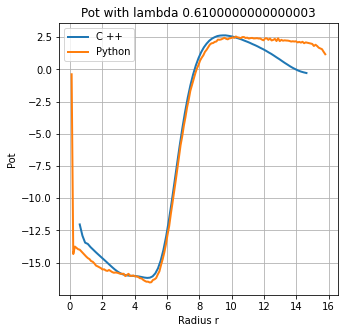 Pot with lambda 0.6100000000000003
C ++
Python
2.5
0.0
−2.5
−5.0
−7.5
−10.0
−12.5
−15.0
Pot
0 2 4 6 8 10 12 14 16
Radius r